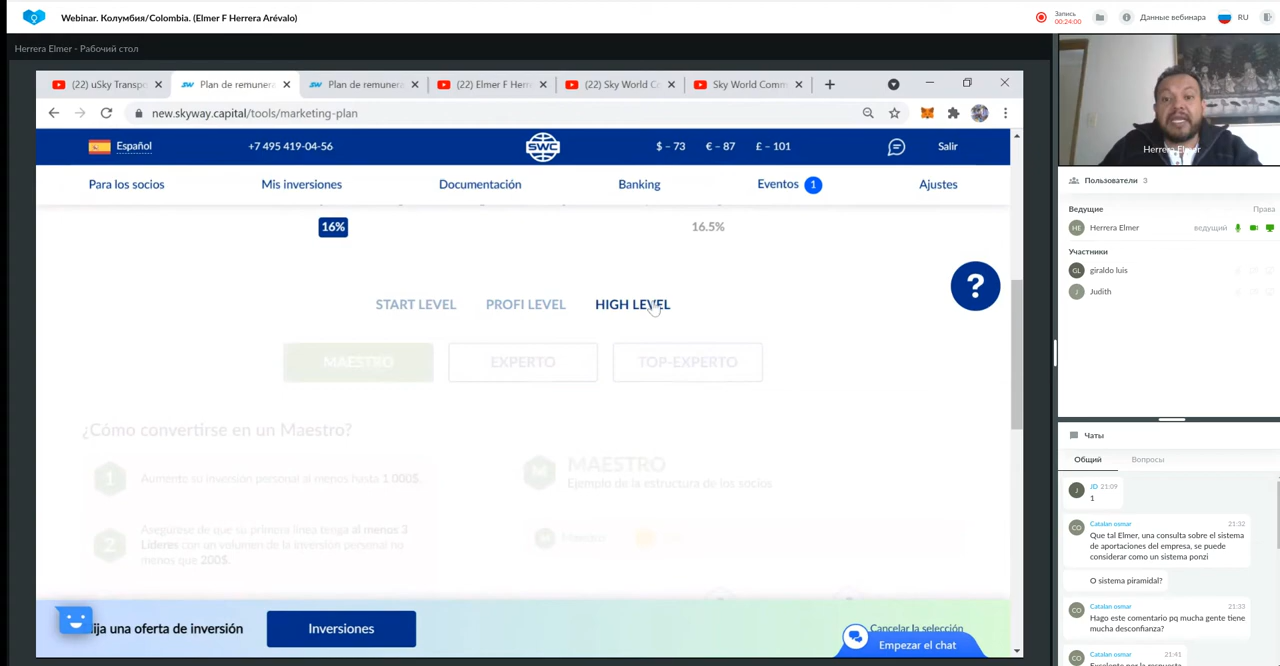 Webinar. Колумбия/Colombia. (Elmer F Herrera Arévalo)
Запись
00:24:00
Данные вебинара
RU
Herrera Elmer - Рабочий стол
(22) uSky Transpo
Plan de remunera
Plan de remunera
(22) Elmer F Herr
(22) Sky World Co
Sky World Comm
new.skyway.capital/tools/marketing-plan
Español
+7 495 419-04-56
SWC
$ – 73
€ – 87
£ – 101
Salir
Para los socios
Mis inversiones
Documentación
Banking
Eventos 1
Ajustes
16%
16.5%
?
START LEVEL
PROFI LEVEL
HIGH LEVEL
MAESTRO
EXPERTO
TOP-EXPERTO
¿Cómo convertirse en un Maestro?
1
Aumente su inversión personal al menos hasta 1 000$.
2
Asegúrese de que su primera línea tenga al menos 3
Líderes con un volumen de la inversión personal no
menos que 200$.
M
MAESTRO
Ejemplo de la estructura de los socios
Maestro
ija una oferta de inversión
Inversiones
Cancelar la selección
Empezar el chat
Herrera Elmer
Пользователи 3
Ведущие
Права
HE
Herrera Elmer
ведущий
Участники
GL
giraldo luis
J
Judith
Чаты
Общий
Вопросы
J
JD 21:09
1
CO
Catalan osmar
21:32
Que tal Elmer, una consulta sobre el sistema
de aportaciones del empresa, se puede
considerar como un sistema ponzi
O sistema piramidal?
CO
Catalan osmar
21:33
Hago este comentario pq mucha gente tiene
mucha desconfianza?
CO
Catalan osmar
21:41